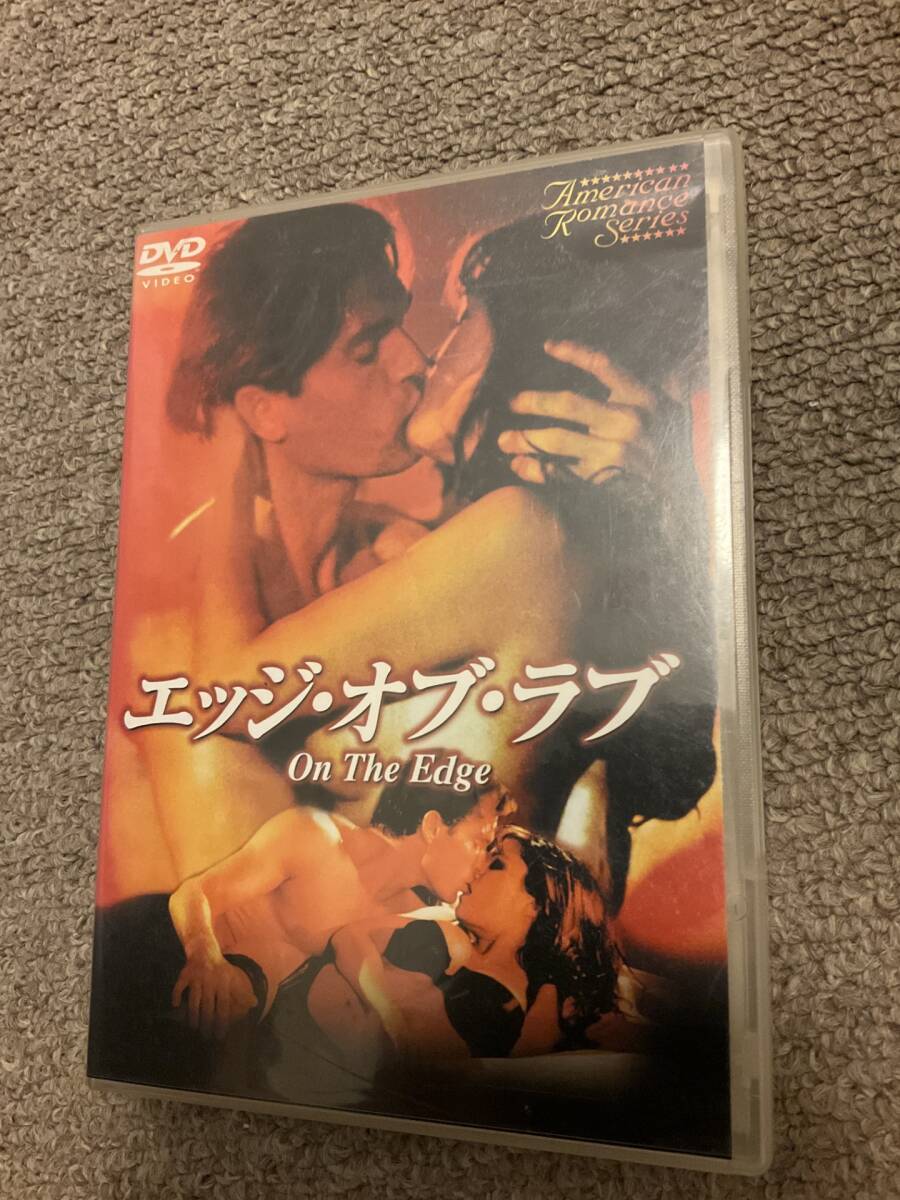 American
Romance
Series
DVD
VIDEO
エッジ・オブ・ラブ
On The Edge